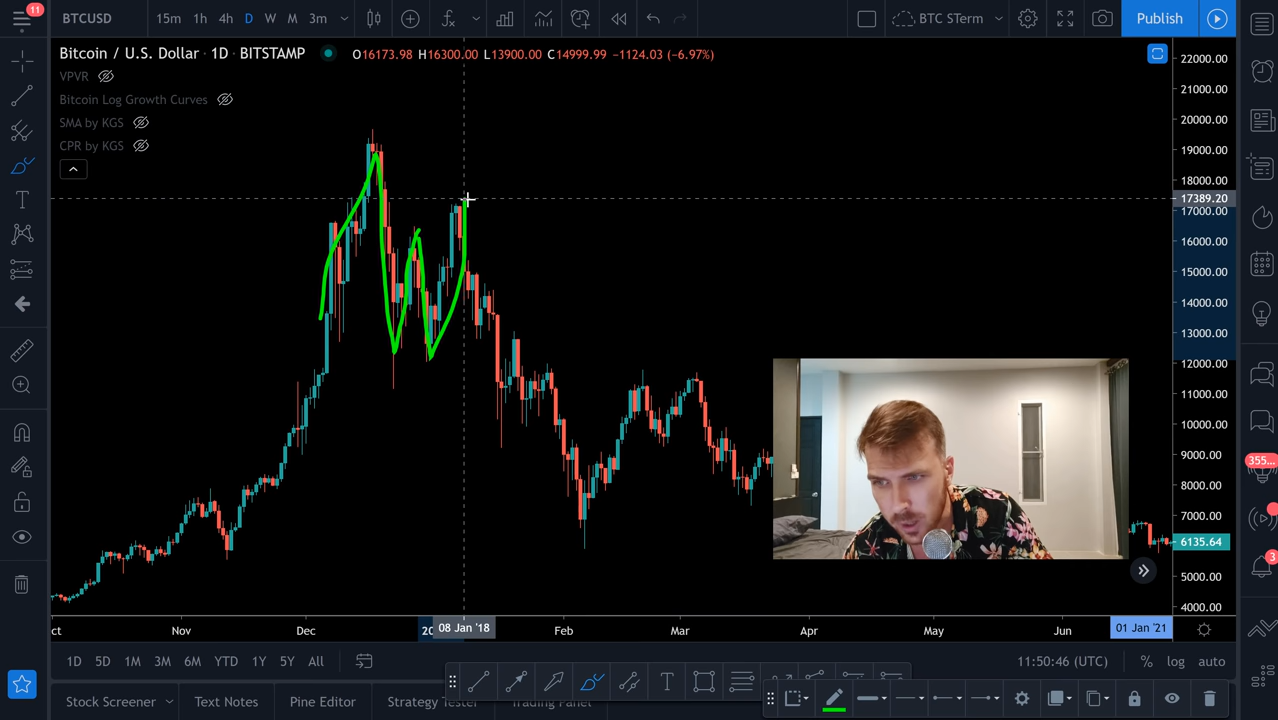 11
BTCUSD
15m 1h 4h D W M 3m
BTC STerm
Publish
Bitcoin / U.S. Dollar · 1D · BITSTAMP
O16173.98 H16300.00 L13900.00 C14999.99 −1124.03 (−6.97%)
VPVR
Bitcoin Log Growth Curves
SMA by KGS
CPR by KGS
22000.00
21000.00
20000.00
19000.00
18000.00
17389.20
17000.00
16000.00
15000.00
14000.00
13000.00
12000.00
11000.00
10000.00
9000.00
8000.00
7000.00
6135.64
5000.00
4000.00
355...
3
ct Nov Dec 20 08 Jan '18 Feb Mar Apr May Jun 01 Jan '21
1D 5D 1M 3M 6M YTD 1Y 5Y All
11:50:46 (UTC) % log auto
Stock Screener Text Notes Pine Editor Strategy Tester Trading Panel